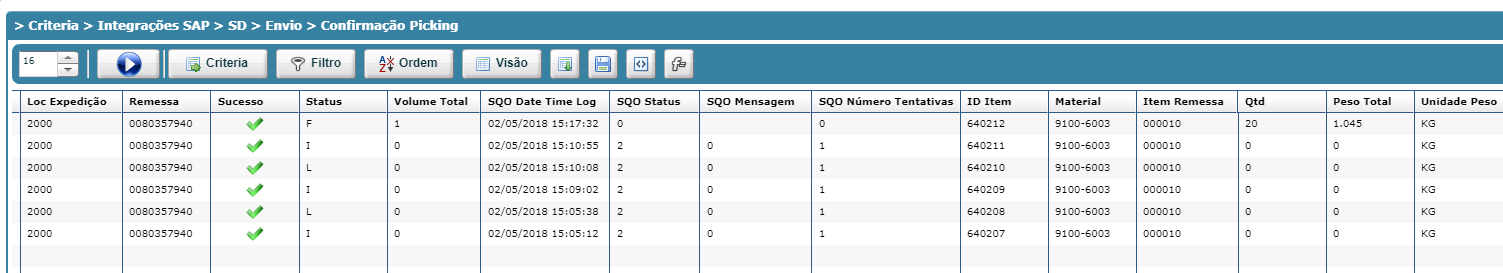 > Criteria > Integrações SAP > SD > Envio > Confirmação Picking
16 Criteria Filtro Ordem Visão
Loc Expedição Remessa Sucesso Status Volume Total SQO Date Time Log SQO Status SQO Mensagem SQO Número Tentativas ID Item Material Item Remessa Qtd Peso Total Unidade Peso
2000 0080357940 F 1 02/05/2018 15:17:32 0 0 640212 9100-6003 000010 20 1.045 KG
2000 0080357940 I 0 02/05/2018 15:10:55 2 0 1 640211 9100-6003 000010 0 0 KG
2000 0080357940 L 0 02/05/2018 15:10:08 2 0 1 640210 9100-6003 000010 0 0 KG
2000 0080357940 I 0 02/05/2018 15:09:02 2 0 1 640209 9100-6003 000010 0 0 KG
2000 0080357940 L 0 02/05/2018 15:05:38 2 0 1 640208 9100-6003 000010 0 0 KG
2000 0080357940 I 0 02/05/2018 15:05:12 2 0 1 640207 9100-6003 000010 0 0 KG